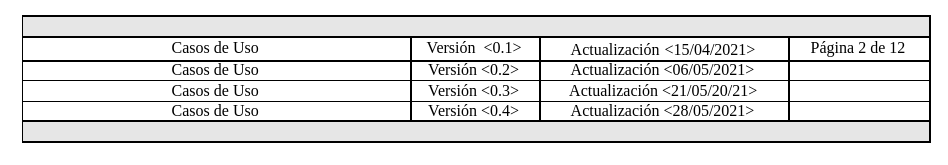 Casos de Uso Versión <0.1> Actualización <15/04/2021> Página 2 de 12
Casos de Uso Versión <0.2> Actualización <06/05/2021>
Casos de Uso Versión <0.3> Actualización <21/05/20/21>
Casos de Uso Versión <0.4> Actualización <28/05/2021>